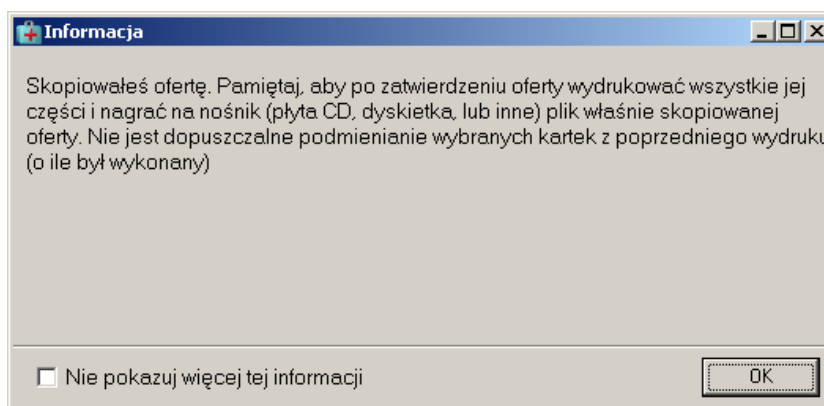 Informacja
Skopiowałeś ofertę. Pamiętaj, aby po zatwierdzeniu oferty wydrukować wszystkie jej
części i nagrać na nośnik (płyta CD, dyskietka, lub inne) plik właśnie skopiowanej
oferty. Nie jest dopuszczalne podmienianie wybranych kartek z poprzedniego wydruku
(o ile był wykonany)
Nie pokazuj więcej tej informacji
OK